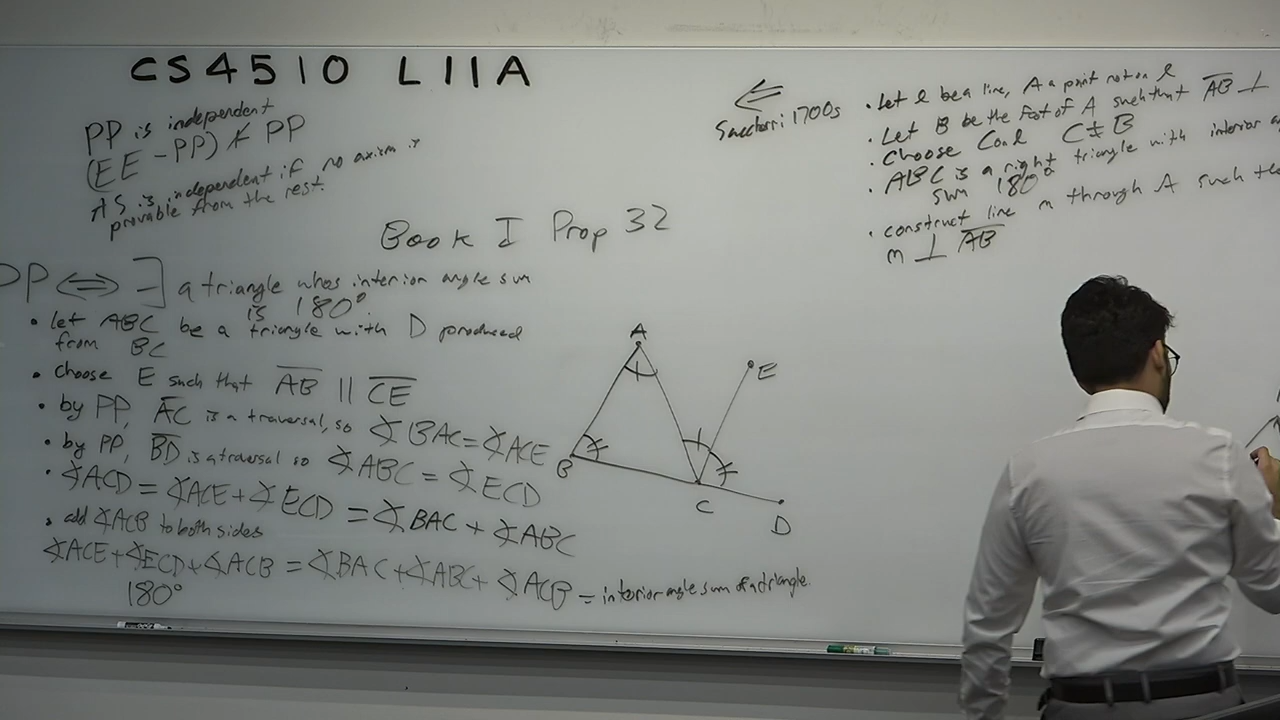 CS4510 L11A
PP is independent
(EE - PP) ⊬ PP
AS is independent if no axiom is
provable from the rest.
Book I Prop 32
PP ⟺ ∃ a triangle whos interior angle sum
is 180°.
• let ABC be a triangle with D produced
from BC
• choose E such that AB || CE
• by PP, AC is a traversal, so ∢BAC = ∢ACE
• by PP, BD is a traversal so ∢ABC = ∢ECD
• ∢ACD = ∢ACE + ∢ECD = ∢BAC + ∢ABC
• add ∢ACB to both sides
∢ACE + ∢ECD + ∢ACB = ∢BAC + ∢ABC + ∢ACB = interior angle sum of a triangle.
180°
A
E
B
C
D
⟸
Saccherri 1700s
• Let l be a line, A a point not on l
• Let B be the foot of A such that AB ⊥
• Choose C on l C ≠ B
• ABC is a right triangle with interior
sum 180°
• construct line m through A such
m ⊥ AB